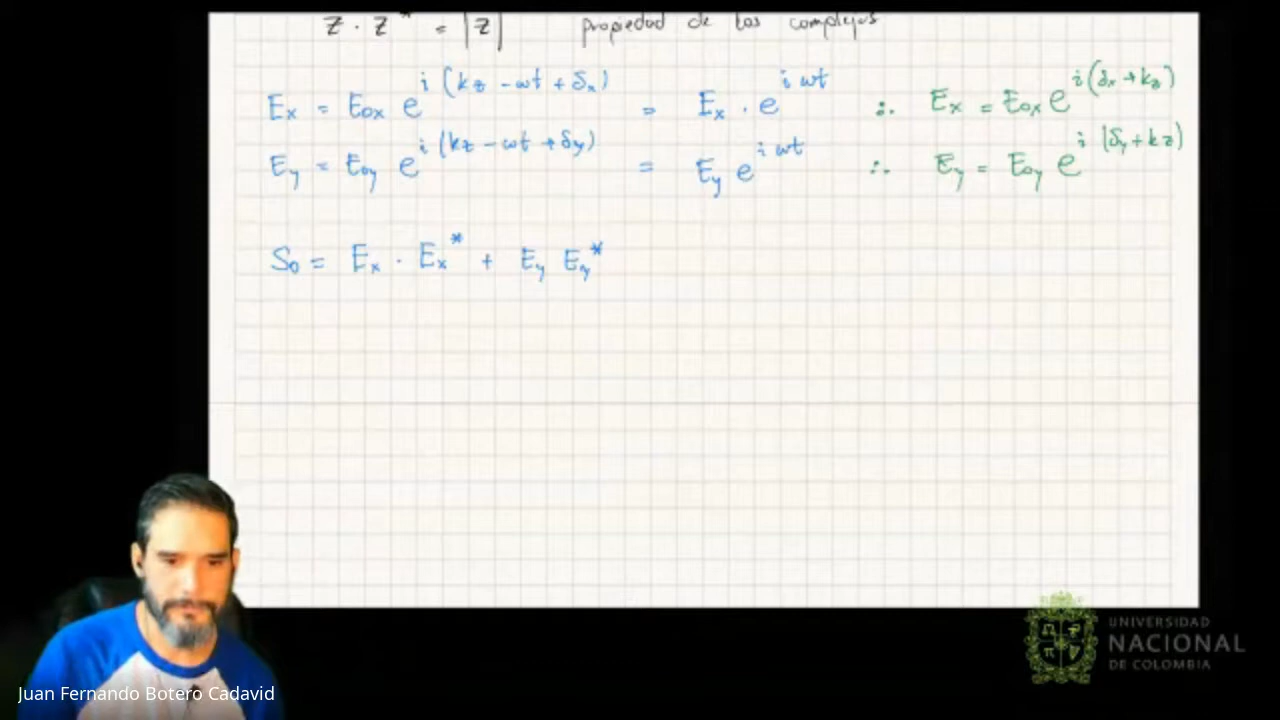 z · z* = |z| propiedad de los complejos
Ex = Eox e^i(kz - ωt + δx) = Ex · e^iωt ∴ Ex = Eox e^i(δx + kz)
Ey = Eoy e^i(kz - ωt + δy) = Ey e^iωt ∴ Ey = Eoy e^i(δy + kz)
S0 = Ex · Ex* + Ey Ey*
UNIVERSIDAD
NACIONAL
DE COLOMBIA
Juan Fernando Botero Cadavid